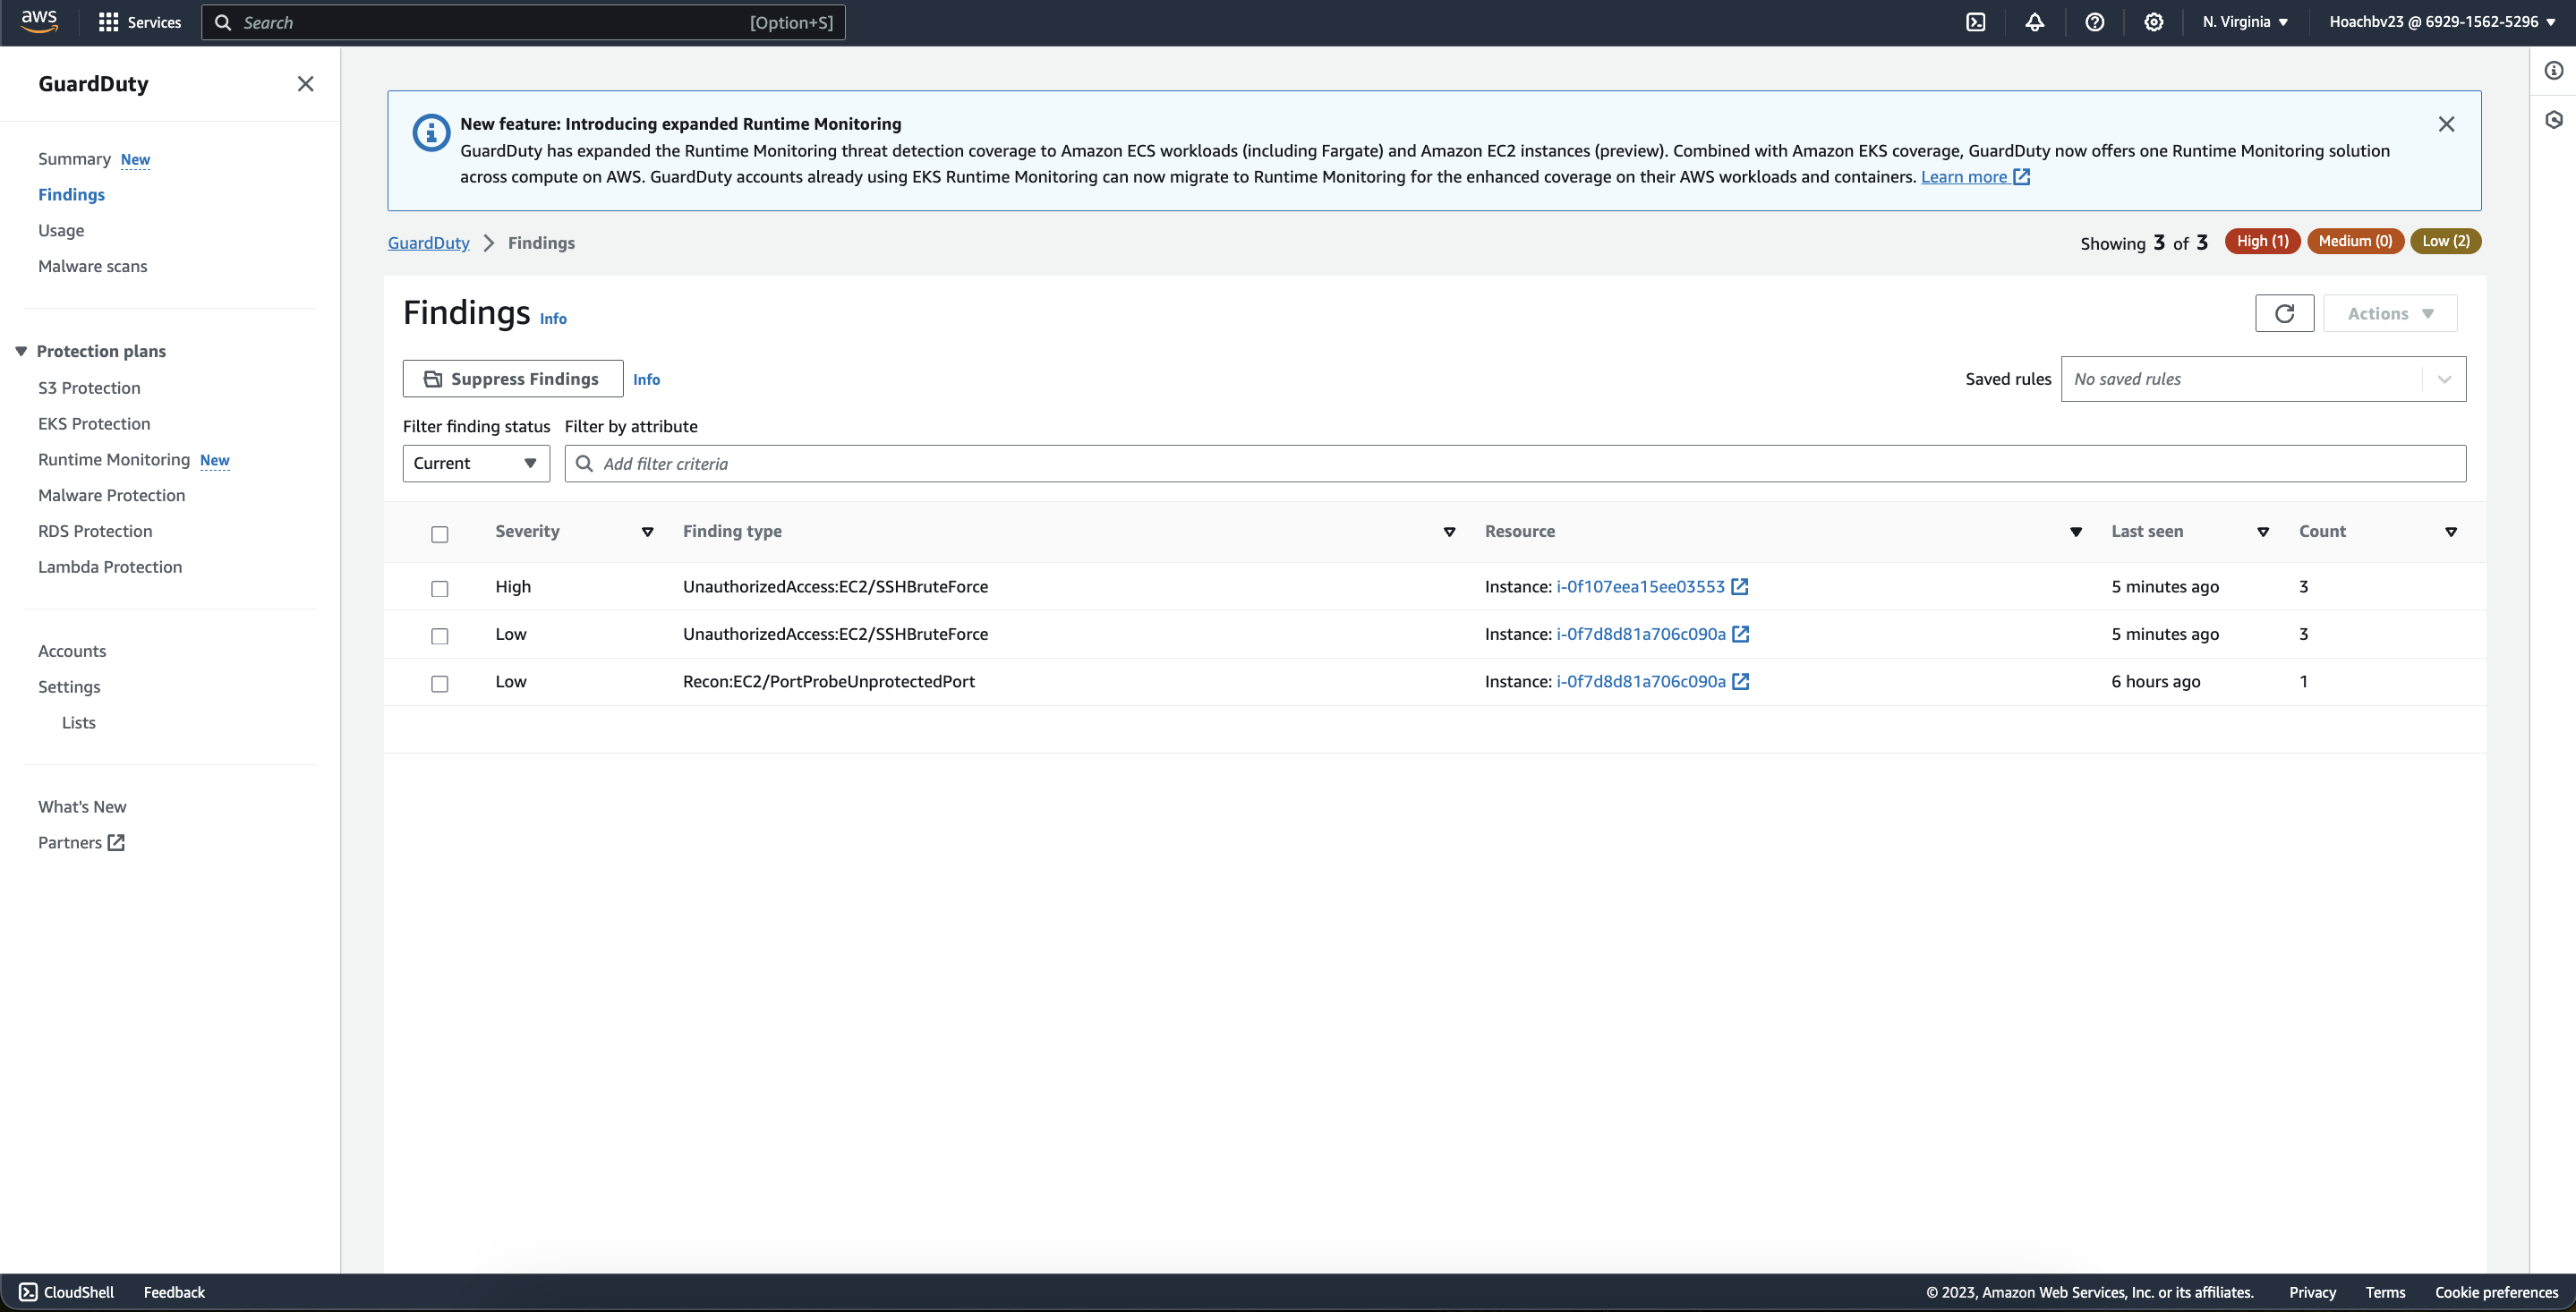 aws Services Search [Option+S] N. Virginia Hoachbv23 @ 6929-1562-5296
GuardDuty
Summary New
Findings
Usage
Malware scans
Protection plans
S3 Protection
EKS Protection
Runtime Monitoring New
Malware Protection
RDS Protection
Lambda Protection
Accounts
Settings
Lists
What's New
Partners
New feature: Introducing expanded Runtime Monitoring
GuardDuty has expanded the Runtime Monitoring threat detection coverage to Amazon ECS workloads (including Fargate) and Amazon EC2 instances (preview). Combined with Amazon EKS coverage, GuardDuty now offers one Runtime Monitoring solution
across compute on AWS. GuardDuty accounts already using EKS Runtime Monitoring can now migrate to Runtime Monitoring for the enhanced coverage on their AWS workloads and containers. Learn more
GuardDuty Findings Showing 3 of 3 High (1) Medium (0) Low (2)
Findings Info Actions
Suppress Findings Info Saved rules No saved rules
Filter finding status Filter by attribute
Current Add filter criteria
Severity Finding type Resource Last seen Count
High UnauthorizedAccess:EC2/SSHBruteForce Instance: i-0f107eea15ee03553 5 minutes ago 3
Low UnauthorizedAccess:EC2/SSHBruteForce Instance: i-0f7d8d81a706c090a 5 minutes ago 3
Low Recon:EC2/PortProbeUnprotectedPort Instance: i-0f7d8d81a706c090a 6 hours ago 1
CloudShell Feedback © 2023, Amazon Web Services, Inc. or its affiliates. Privacy Terms Cookie preferences